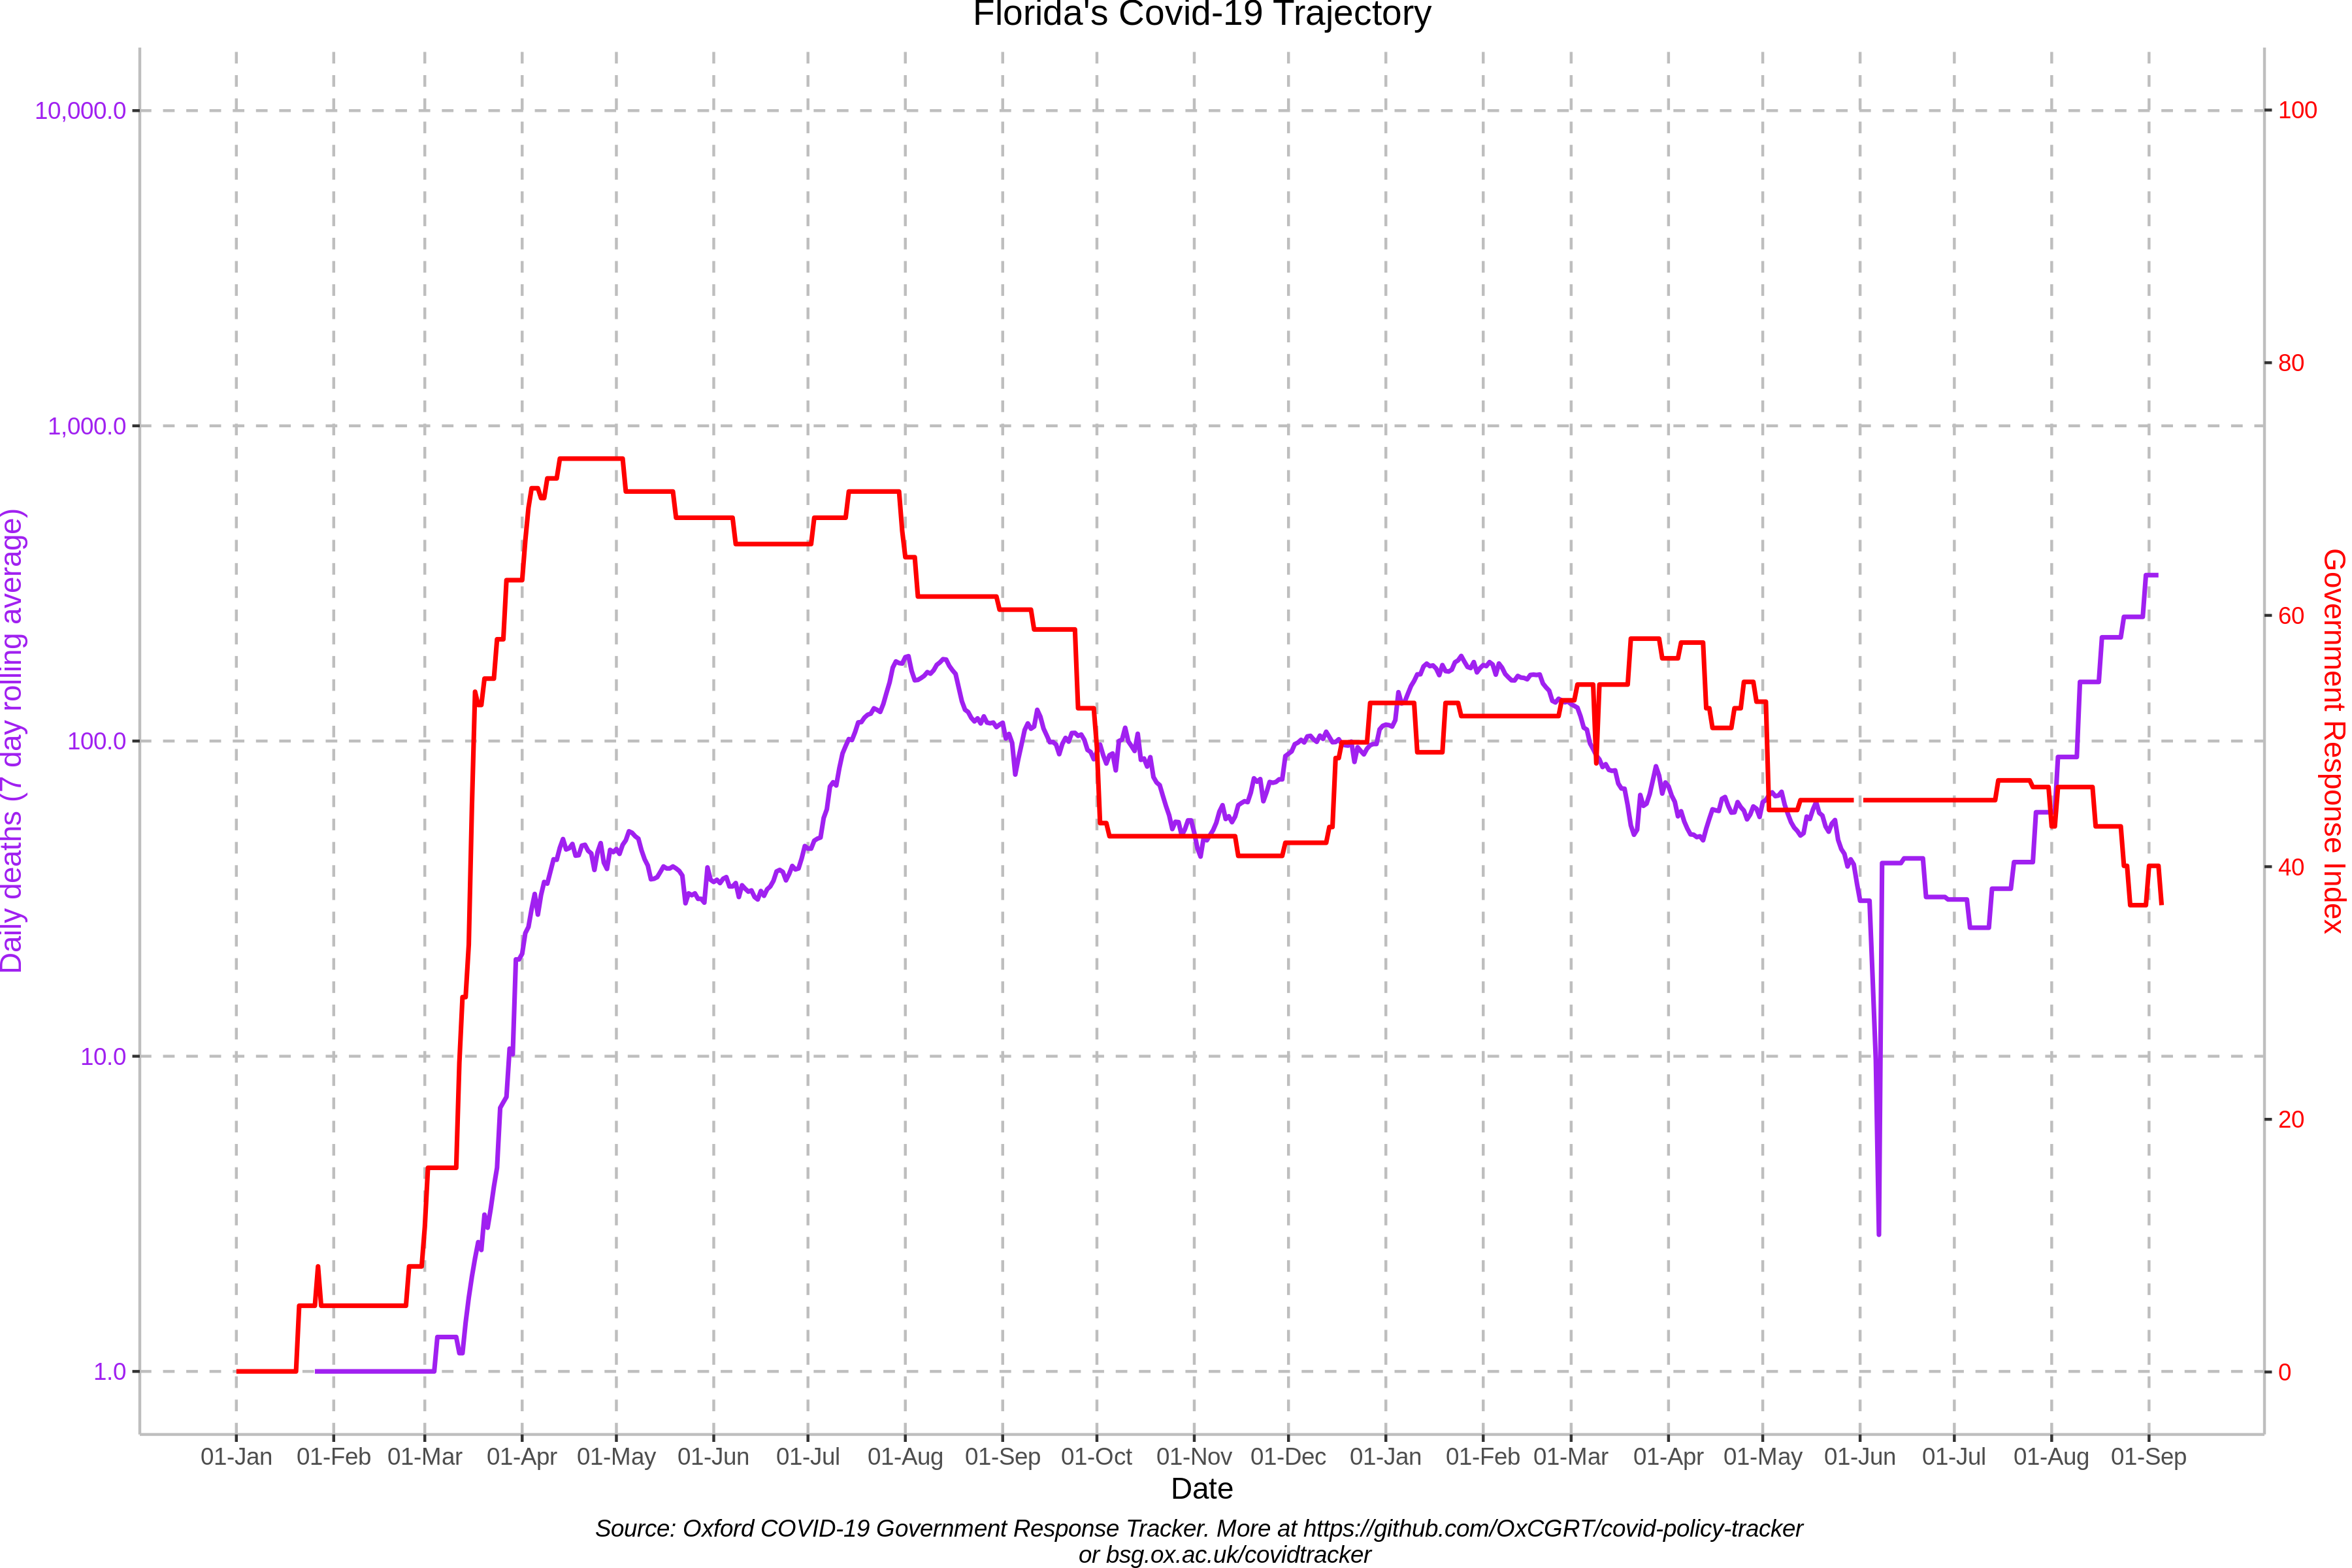 Florida's Covid-19 Trajectory
10,000.0
1,000.0
100.0
10.0
1.0
Daily deaths (7 day rolling average)
100
80
60
40
20
0
Government Response Index
01-Jan 01-Feb 01-Mar 01-Apr 01-May 01-Jun 01-Jul 01-Aug 01-Sep 01-Oct 01-Nov 01-Dec 01-Jan 01-Feb 01-Mar 01-Apr 01-May 01-Jun 01-Jul 01-Aug 01-Sep
Date
Source: Oxford COVID-19 Government Response Tracker. More at https://github.com/OxCGRT/covid-policy-tracker
or bsg.ox.ac.uk/covidtracker